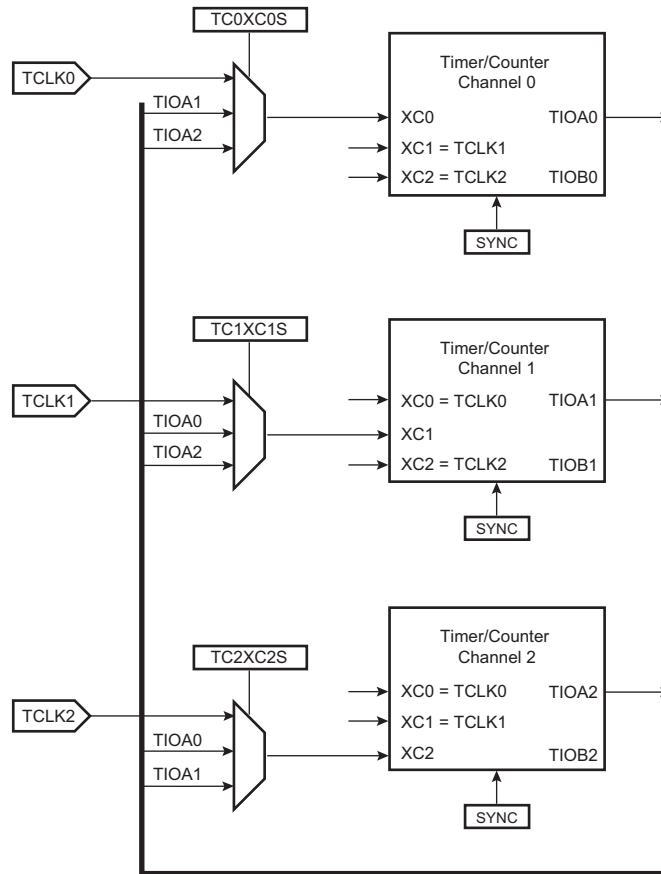 TC0XC0S
TCLK0
TIOA1
TIOA2
Timer/Counter
Channel 0
XC0
TIOA0
XC1 = TCLK1
XC2 = TCLK2
TIOB0
SYNC
TC1XC1S
TCLK1
TIOA0
TIOA2
Timer/Counter
Channel 1
XC0 = TCLK0
TIOA1
XC1
XC2 = TCLK2
TIOB1
SYNC
TC2XC2S
TCLK2
TIOA0
TIOA1
Timer/Counter
Channel 2
XC0 = TCLK0
TIOA2
XC1 = TCLK1
XC2
TIOB2
SYNC